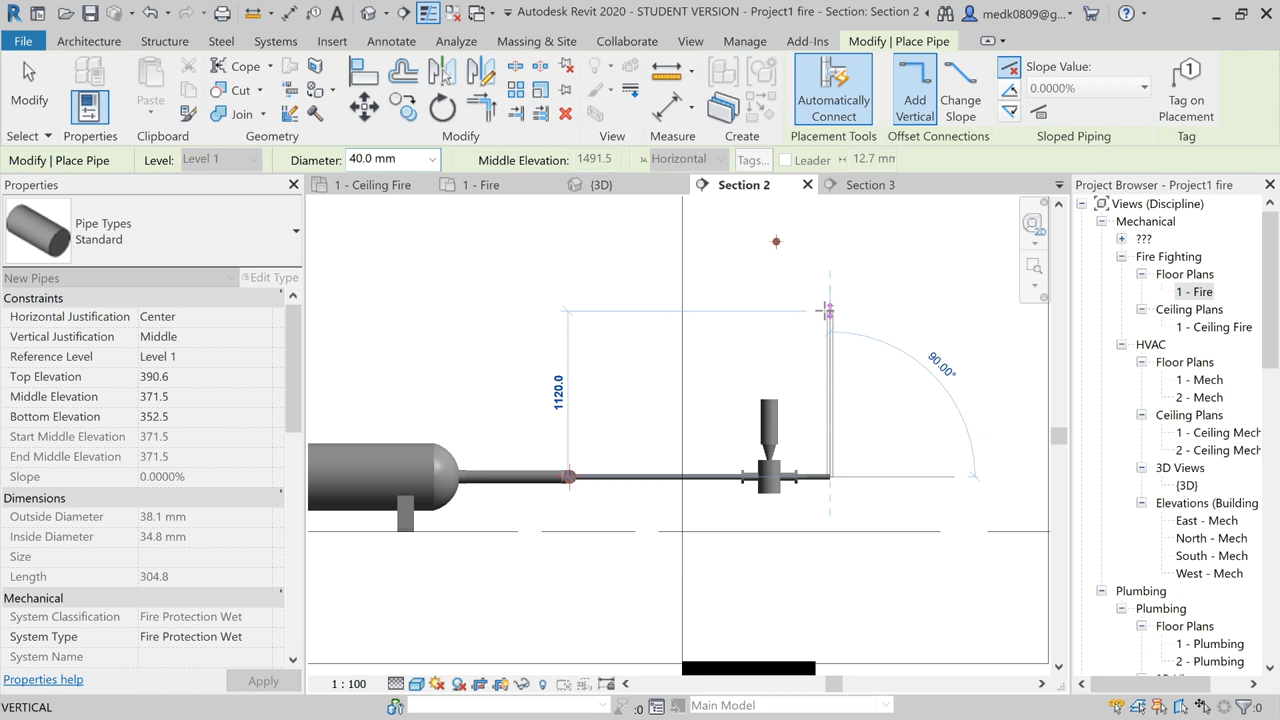 Autodesk Revit 2020 - STUDENT VERSION - Project1 fire - Section: Section 2
medk0809@g...
File
Architecture
Structure
Steel
Systems
Insert
Annotate
Analyze
Massing & Site
Collaborate
View
Manage
Add-Ins
Modify | Place Pipe
Modify
Paste
Cope
Cut
Join
Automatically
Connect
Add
Vertical
Change
Slope
Slope Value:
0.0000%
Tag on
Placement
Select
Properties
Clipboard
Geometry
Modify
View
Measure
Create
Placement Tools
Offset Connections
Sloped Piping
Tag
Modify | Place Pipe
Level: Level 1
Diameter: 40.0 mm
Middle Elevation: 1491.5
Horizontal
Tags...
Leader
12.7 mm
Properties
1 - Ceiling Fire
1 - Fire
{3D}
Section 2
Section 3
Project Browser - Project1 fire
Pipe Types
Standard
New Pipes
Edit Type
Constraints
Horizontal Justification Center
Vertical Justification Middle
Reference Level Level 1
Top Elevation 390.6
Middle Elevation 371.5
Bottom Elevation 352.5
Start Middle Elevation 371.5
End Middle Elevation 371.5
Slope 0.0000%
Dimensions
Outside Diameter 38.1 mm
Inside Diameter 34.8 mm
Size
Length 304.8
Mechanical
System Classification Fire Protection Wet
System Type Fire Protection Wet
System Name
Properties help
Apply
2D
1120.0
90.00°
Views (Discipline)
Mechanical
???
Fire Fighting
Floor Plans
1 - Fire
Ceiling Plans
1 - Ceiling Fire
HVAC
Floor Plans
1 - Mech
2 - Mech
Ceiling Plans
1 - Ceiling Mech
2 - Ceiling Mech
3D Views
{3D}
Elevations (Building
East - Mech
North - Mech
South - Mech
West - Mech
Plumbing
Plumbing
Floor Plans
1 - Plumbing
2 - Plumbing
1 : 100
VERTICAL
:0
Main Model
:0